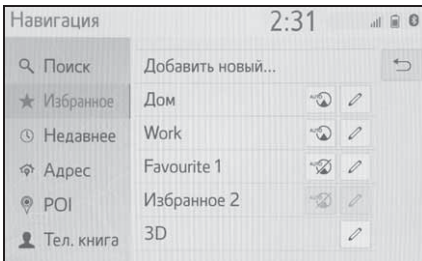 Навигация 2:31
Поиск
Избранное
Недавнее
Адрес
POI
Тел. книга
Добавить новый...
Дом
Work
Favourite 1
Избранное 2
3D